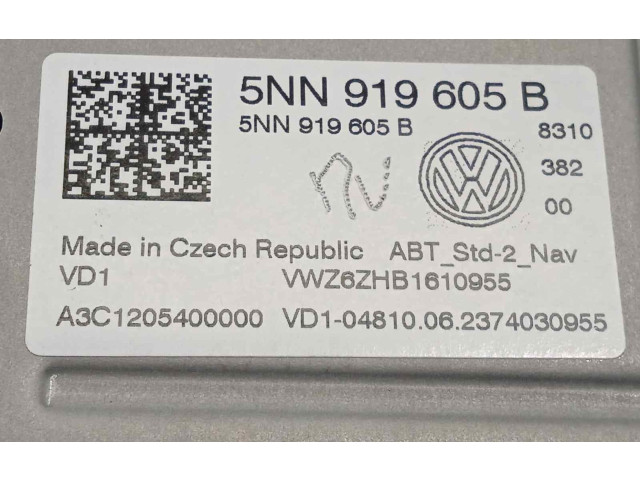 5NN 919 605 B
5NN 919 605 B
8310
382
00
Made in Czech Republic ABT_Std-2_Nav
VD1 VWZ6ZHB1610955
A3C1205400000 VD1-04810.06.2374030955